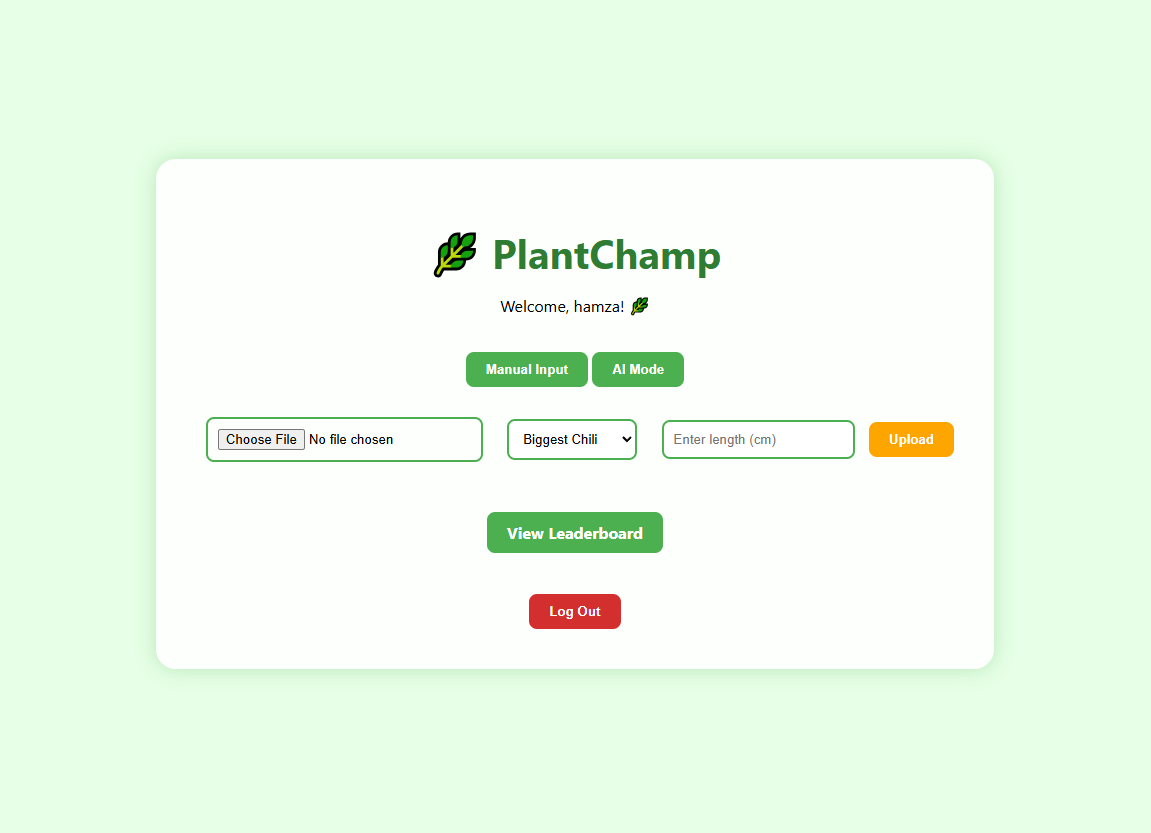 🌿 PlantChamp
Welcome, hamza! 🌿
Manual Input AI Mode
Choose File No file chosen Biggest Chili Enter length (cm) Upload
View Leaderboard
Log Out